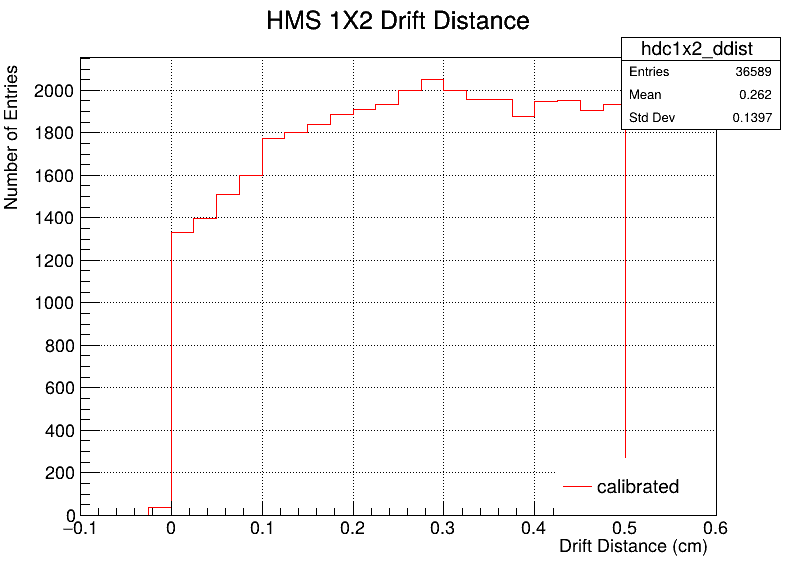 HMS 1X2 Drift Distance
hdc1x2_ddist
Entries 36589
Mean 0.262
Std Dev 0.1397
Number of Entries
2000
1800
1600
1400
1200
1000
800
600
400
200
0
calibrated
−0.1 0 0.1 0.2 0.3 0.4 0.5 0.6
Drift Distance (cm)